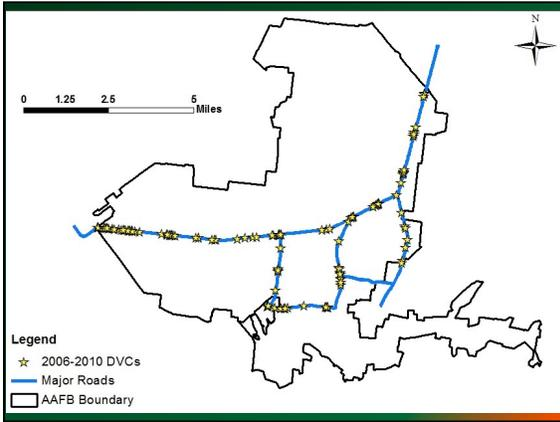 N
0 1.25 2.5 5
Miles
Legend
2006-2010 DVCs
Major Roads
AAFB Boundary